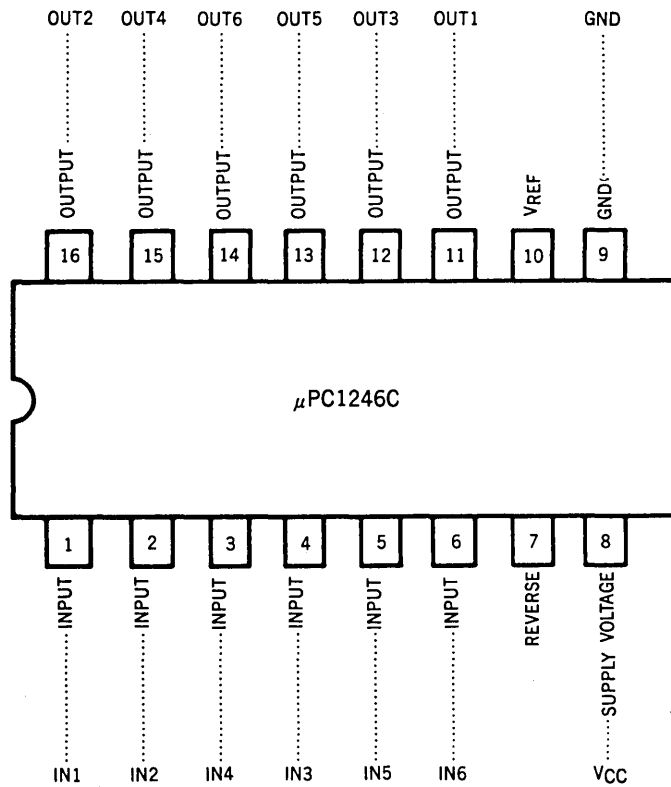 OUT2 OUT4 OUT6 OUT5 OUT3 OUT1 GND
OUTPUT OUTPUT OUTPUT OUTPUT OUTPUT OUTPUT VREF GND
16 15 14 13 12 11 10 9
μPC1246C
1 2 3 4 5 6 7 8
INPUT INPUT INPUT INPUT INPUT INPUT REVERSE SUPPLY VOLTAGE
IN1 IN2 IN4 IN3 IN5 IN6 VCC